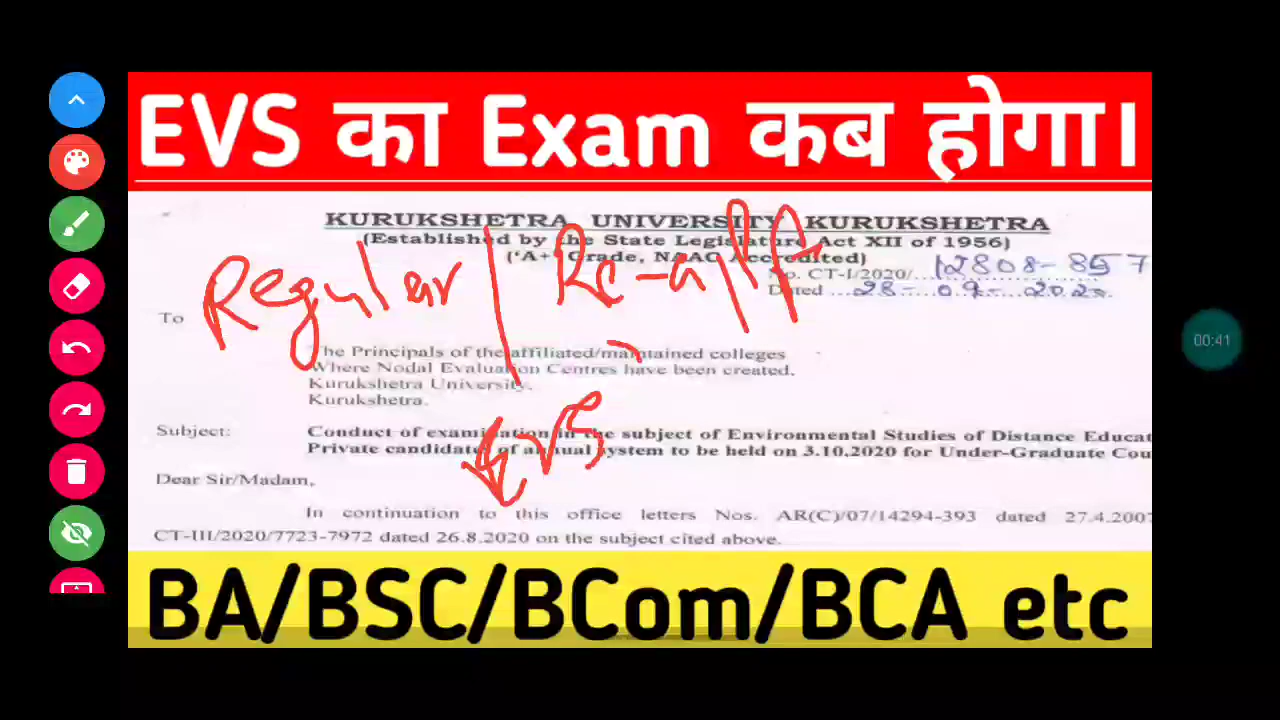 EVS का Exam कब होगा।
KURUKSHETRA UNIVERSITY KURUKSHETRA
(Established by the State Legislature Act XII of 1956)
('A+ Grade, NAAC Accredited)
No. CT-I/2020/ 12808-857
Dated ...28-09-2020.
Regular / Re-a
To
The Principals of the affiliated/maintained colleges
Where Nodal Evaluation Centres have been created.
Kurukshetra University.
Kurukshetra.
EVS
Subject: Conduct of examination in the subject of Environmental Studies of Distance Educat
Private candidates of annual system to be held on 3.10.2020 for Under-Graduate Cou
Dear Sir/Madam,
In continuation to this office letters Nos. AR(C)/07/14294-393 dated 27.4.2007
CT-III/2020/7723-7972 dated 26.8.2020 on the subject cited above.
BA/BSC/BCom/BCA etc
00:41